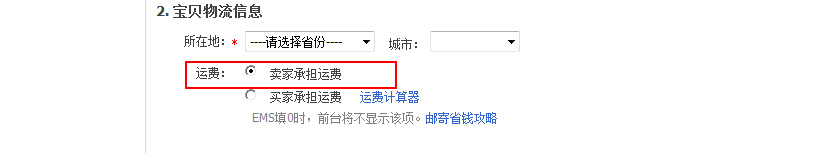 2. 宝贝物流信息
所在地：* ----请选择省份---- 城市：
运费： 卖家承担运费
买家承担运费 运费计算器
EMS填0时，前台将不显示该项。邮寄省钱攻略